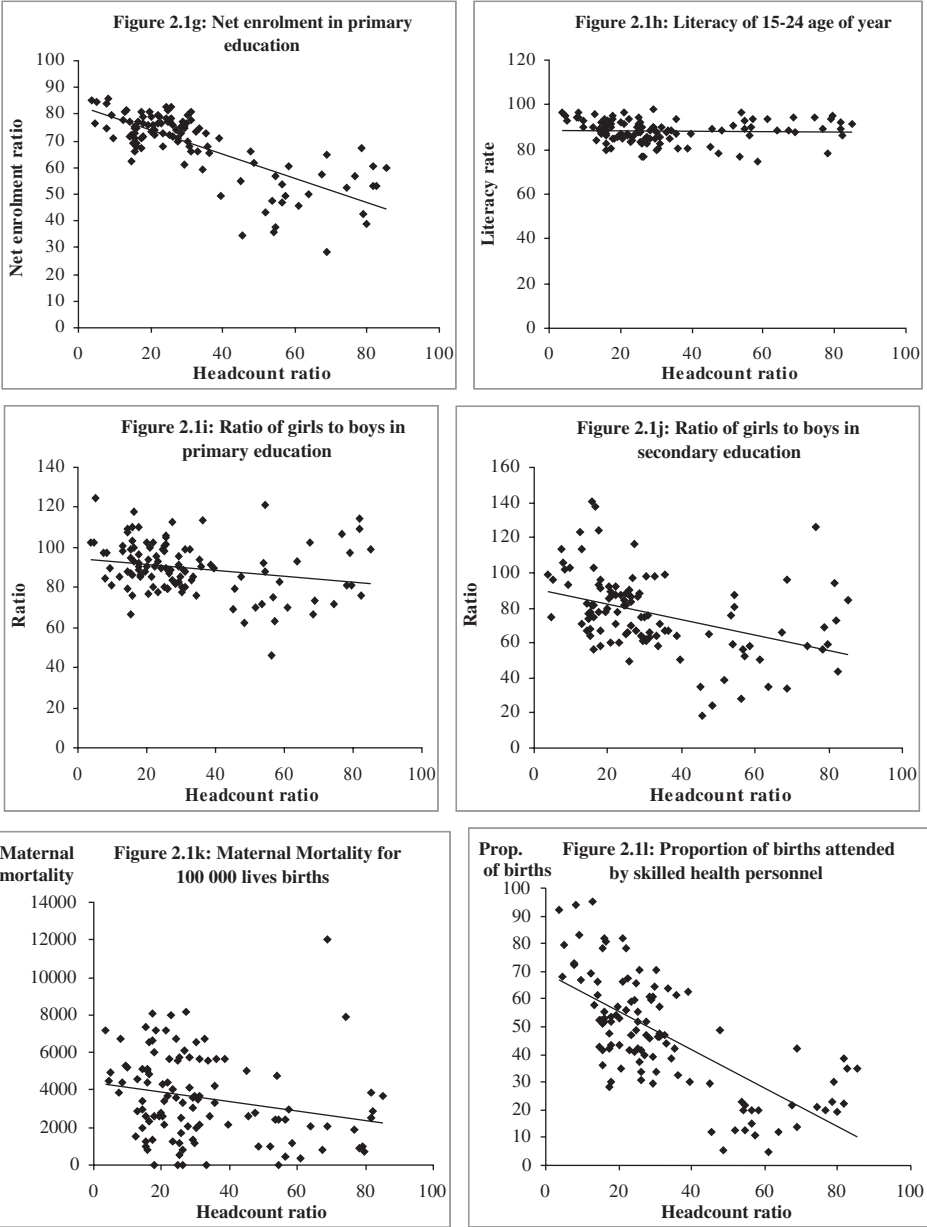 Figure 2.1g: Net enrolment in primary
education
100
90
80
70
60
50
40
30
20
10
0
Net enrolment ratio
0 20 40 60 80 100
Headcount ratio
Figure 2.1h: Literacy of 15-24 age of year
120
100
80
60
40
20
0
Literacy rate
0 20 40 60 80 100
Headcount ratio
Figure 2.1i: Ratio of girls to boys in
primary education
140
120
100
80
60
40
20
0
Ratio
0 20 40 60 80 100
Headcount ratio
Figure 2.1j: Ratio of girls to boys in
secondary education
160
140
120
100
80
60
40
20
0
Ratio
0 20 40 60 80 100
Headcount ratio
Maternal
mortality
Figure 2.1k: Maternal Mortality for
100 000 lives births
14000
12000
10000
8000
6000
4000
2000
0
0 20 40 60 80 100
Headcount ratio
Prop.
of births
Figure 2.1l: Proportion of births attended
by skilled health personnel
100
90
80
70
60
50
40
30
20
10
0
0 20 40 60 80 100
Headcount ratio